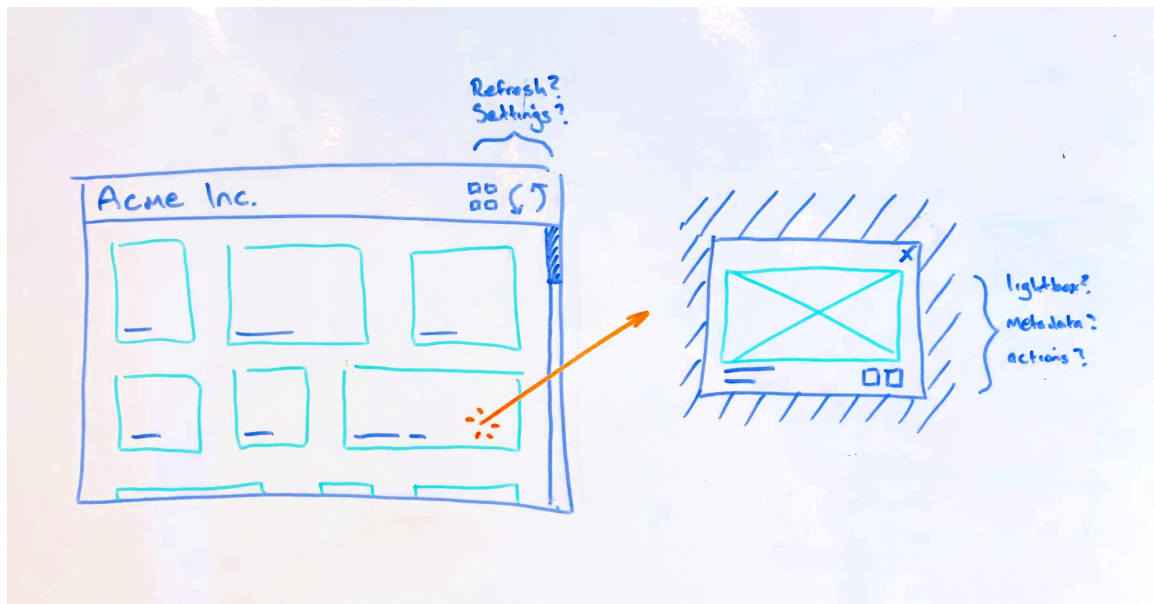 Refresh?
Settings?
Acme Inc.
X
lightbox?
metadata?
actions?